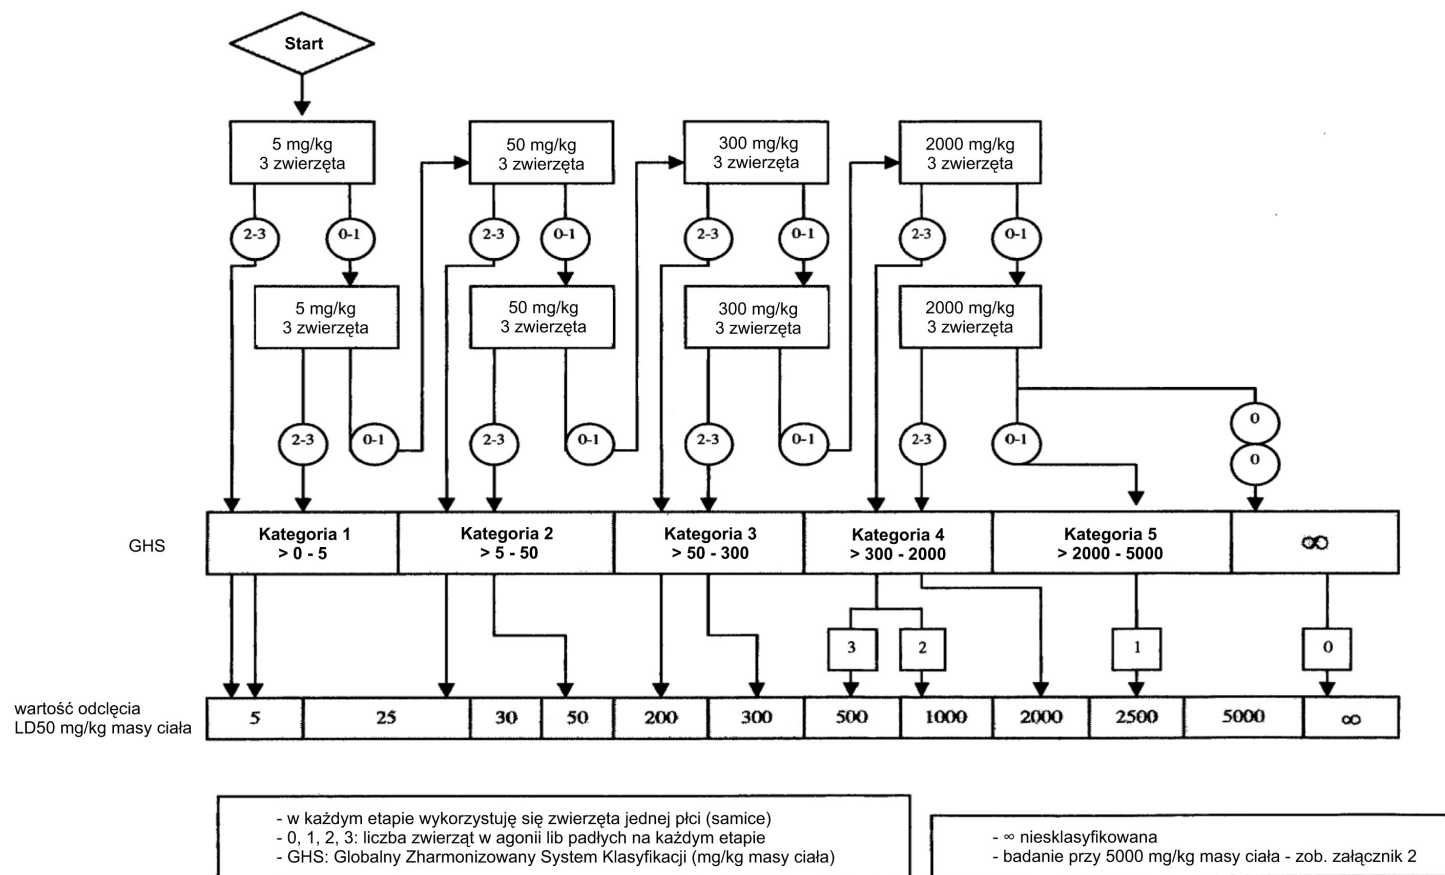 Start
5 mg/kg
3 zwierzęta
50 mg/kg
3 zwierzęta
300 mg/kg
3 zwierzęta
2000 mg/kg
3 zwierzęta
2-3
0-1
2-3
0-1
2-3
0-1
2-3
0-1
5 mg/kg
3 zwierzęta
50 mg/kg
3 zwierzęta
300 mg/kg
3 zwierzęta
2000 mg/kg
3 zwierzęta
2-3
0-1
2-3
0-1
2-3
0-1
2-3
0-1
0
0
GHS
Kategoria 1
> 0 - 5
Kategoria 2
> 5 - 50
Kategoria 3
> 50 - 300
Kategoria 4
> 300 - 2000
Kategoria 5
> 2000 - 5000
∞
3
2
1
0
wartość odclęcia
LD50 mg/kg masy ciała
5
25
30
50
200
300
500
1000
2000
2500
5000
∞
- w każdym etapie wykorzystuję się zwierzęta jednej płci (samice)
- 0, 1, 2, 3: liczba zwierząt w agonii lib padłych na każdym etapie
- GHS: Globalny Zharmonizowany System Klasyfikacji (mg/kg masy ciała)
- ∞ niesklasyfikowana
- badanie przy 5000 mg/kg masy ciała - zob. załącznik 2